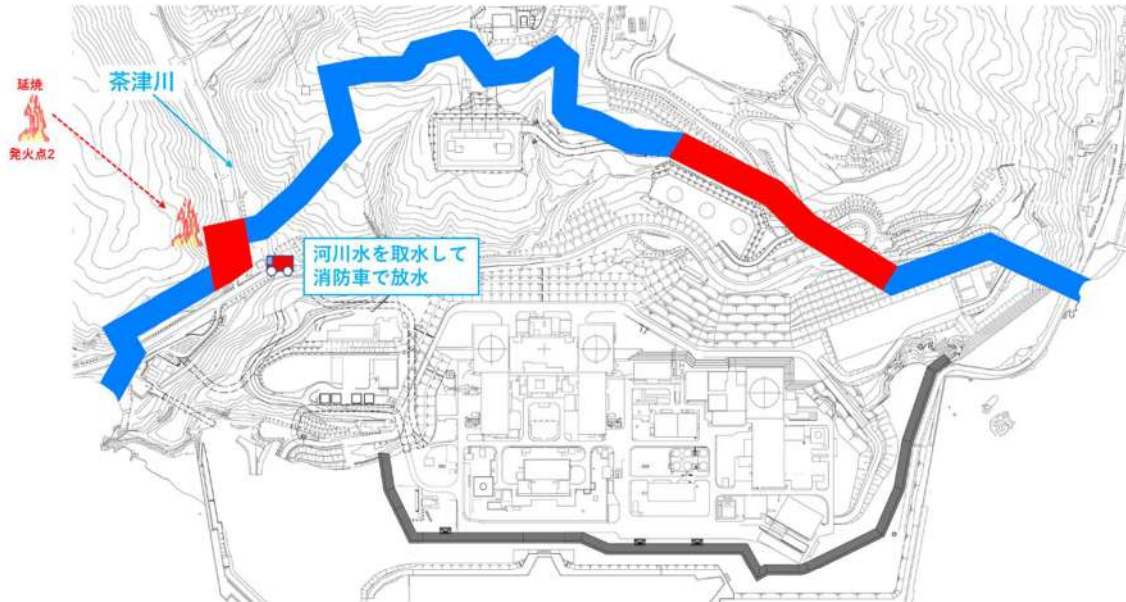 延焼
発火点2
茶津川
河川水を取水して
消防車で放水